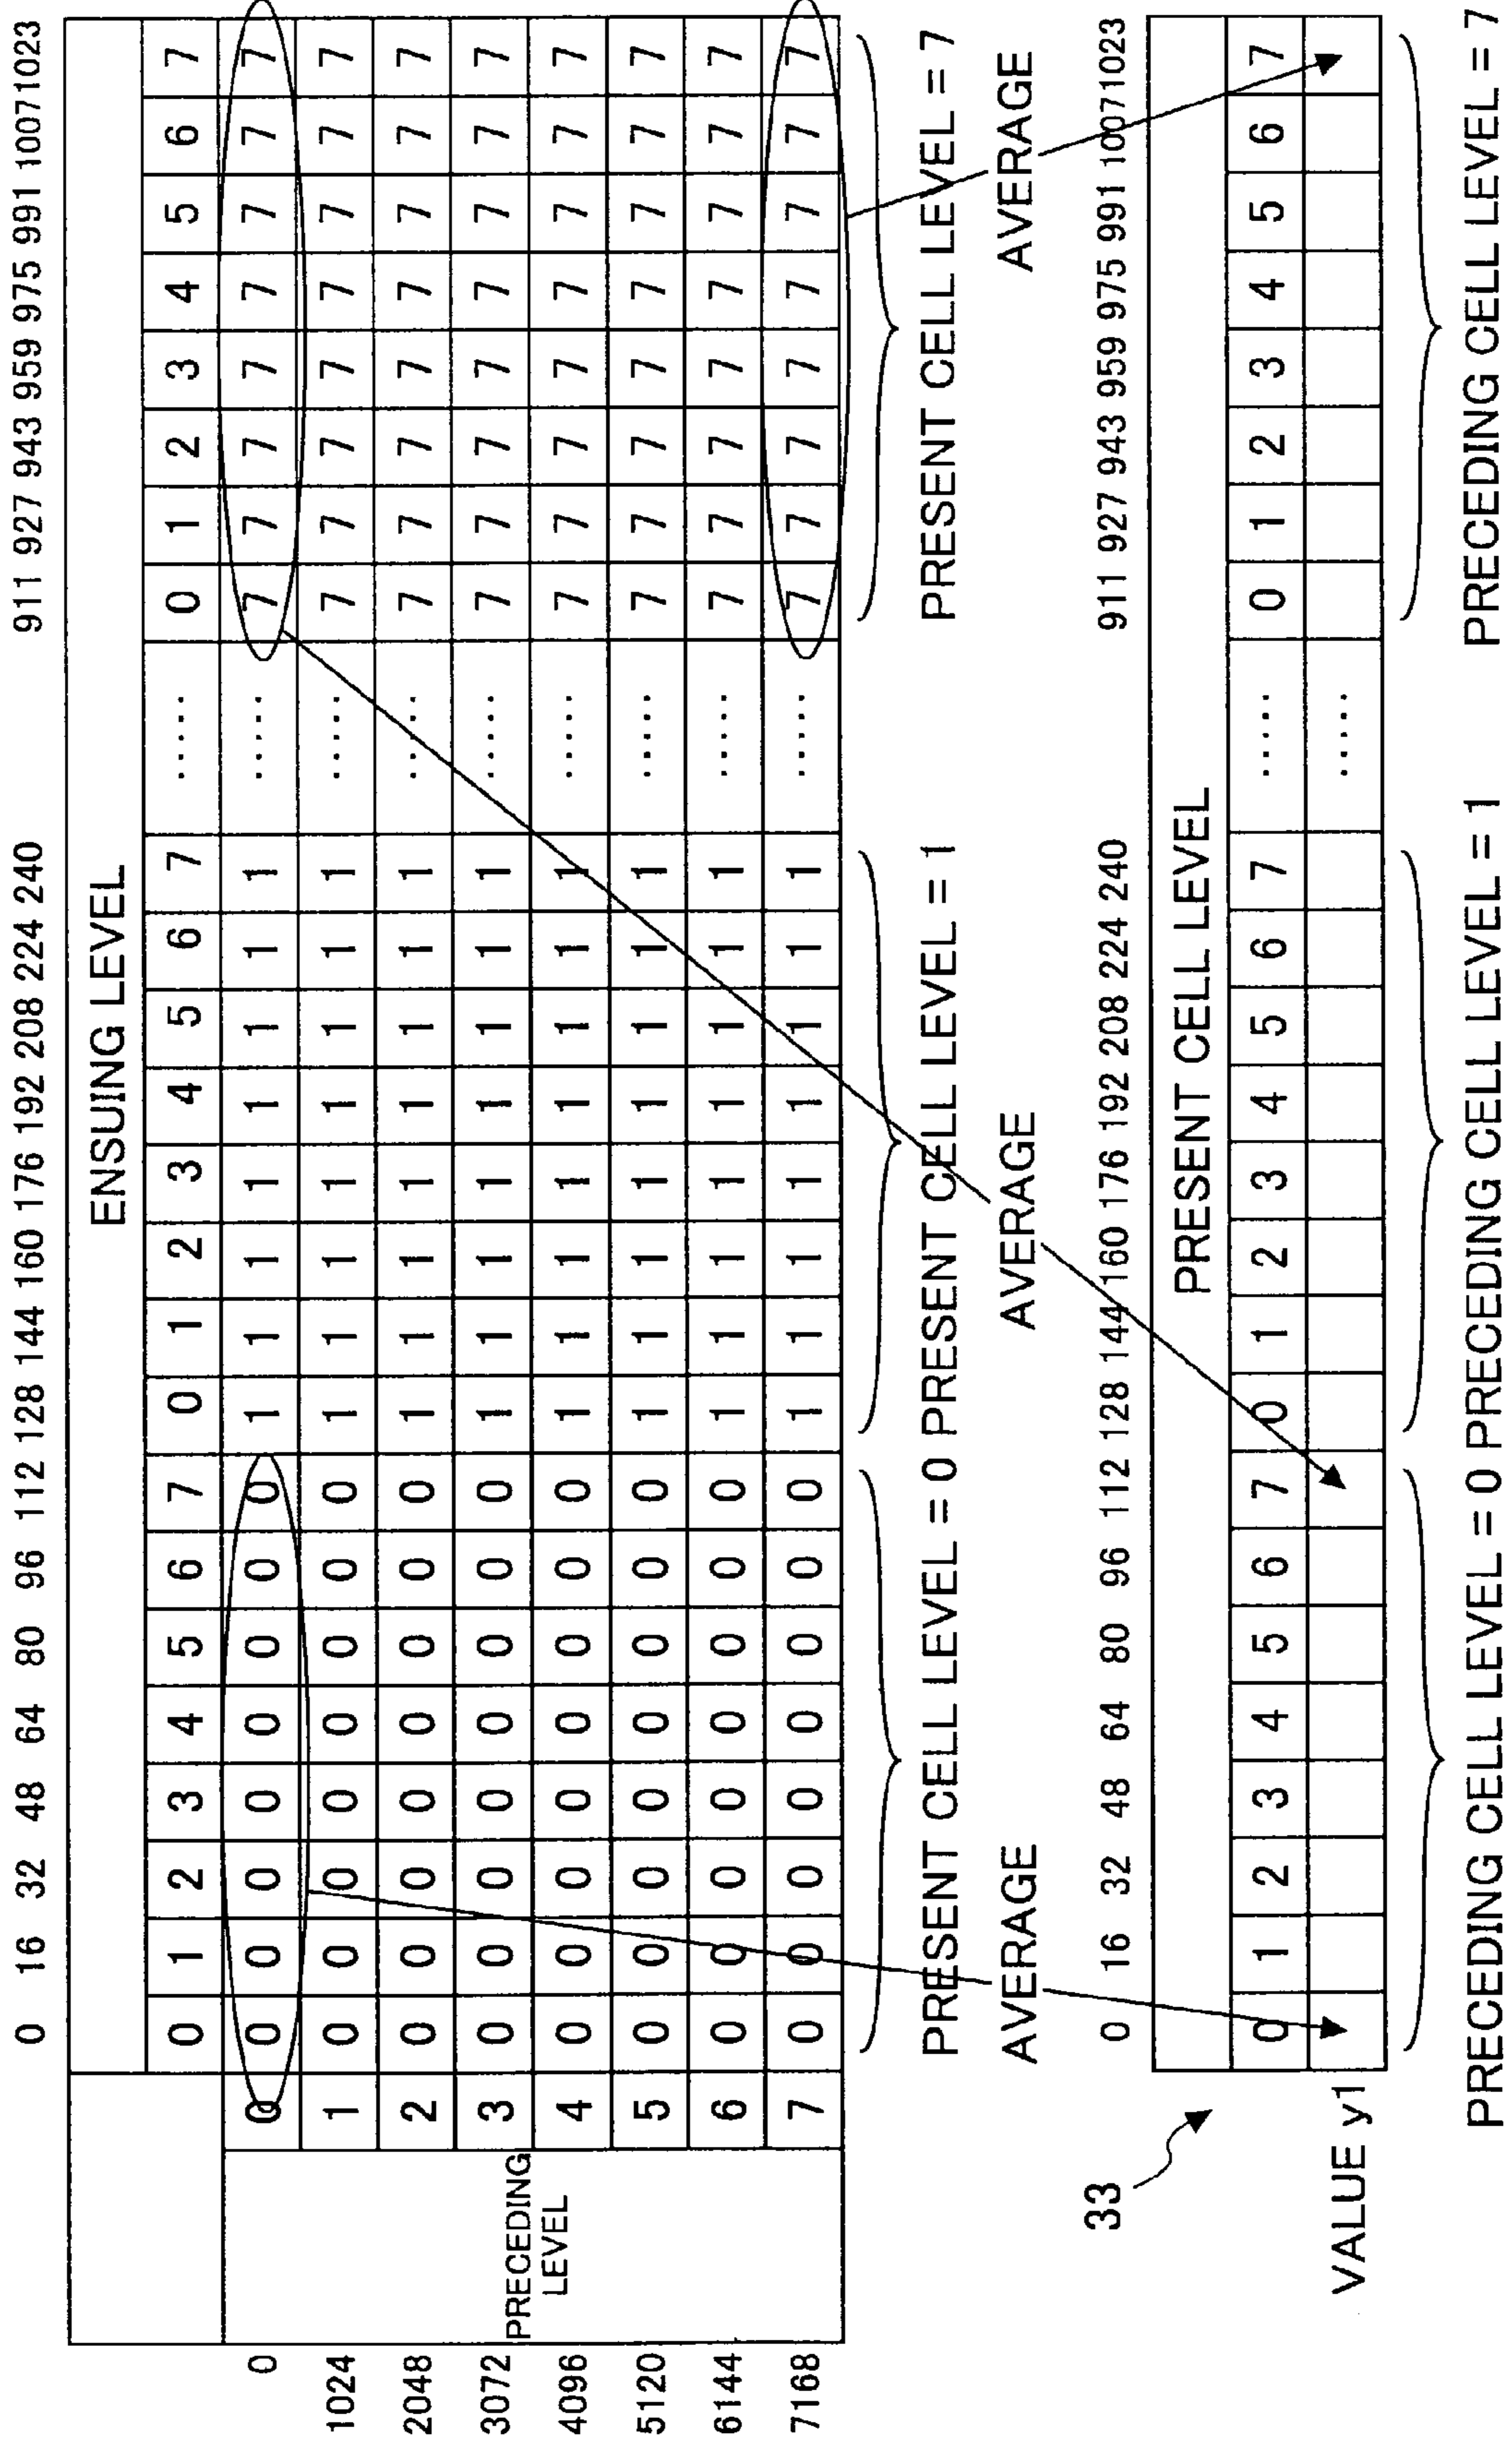 0 16 32 48 64 80 96 112 128 144 160 176 192 208 224 240 911 927 943 959 975 991 1007 1023
ENSUING LEVEL
0 1 2 3 4 5 6 7 0 1 2 3 4 5 6 7 ..... 0 1 2 3 4 5 6 7
PRECEDING
LEVEL
0 0 0 0 0 0 0 0 0 0 1 1 1 1 1 1 1 1 ..... 7 7 7 7 7 7 7 7
1024 1 0 0 0 0 0 0 0 0 1 1 1 1 1 1 1 1 ..... 7 7 7 7 7 7 7 7
2048 2 0 0 0 0 0 0 0 0 1 1 1 1 1 1 1 1 ..... 7 7 7 7 7 7 7 7
3072 3 0 0 0 0 0 0 0 0 1 1 1 1 1 1 1 1 ..... 7 7 7 7 7 7 7 7
4096 4 0 0 0 0 0 0 0 0 1 1 1 1 1 1 1 1 ..... 7 7 7 7 7 7 7 7
5120 5 0 0 0 0 0 0 0 0 1 1 1 1 1 1 1 1 ..... 7 7 7 7 7 7 7 7
6144 6 0 0 0 0 0 0 0 0 1 1 1 1 1 1 1 1 ..... 7 7 7 7 7 7 7 7
7168 7 0 0 0 0 0 0 0 0 1 1 1 1 1 1 1 1 ..... 7 7 7 7 7 7 7 7
PRESENT CELL LEVEL = 0 PRESENT CELL LEVEL = 1 PRESENT CELL LEVEL = 7
AVERAGE AVERAGE AVERAGE
33
0 16 32 48 64 80 96 112 128 144 160 176 192 208 224 240 911 927 943 959 975 991 1007 1023
PRESENT CELL LEVEL
0 1 2 3 4 5 6 7 0 1 2 3 4 5 6 7 ..... 0 1 2 3 4 5 6 7
VALUE y1 .....
PRECEDING CELL LEVEL = 0 PRECEDING CELL LEVEL = 1 PRECEDING CELL LEVEL = 7